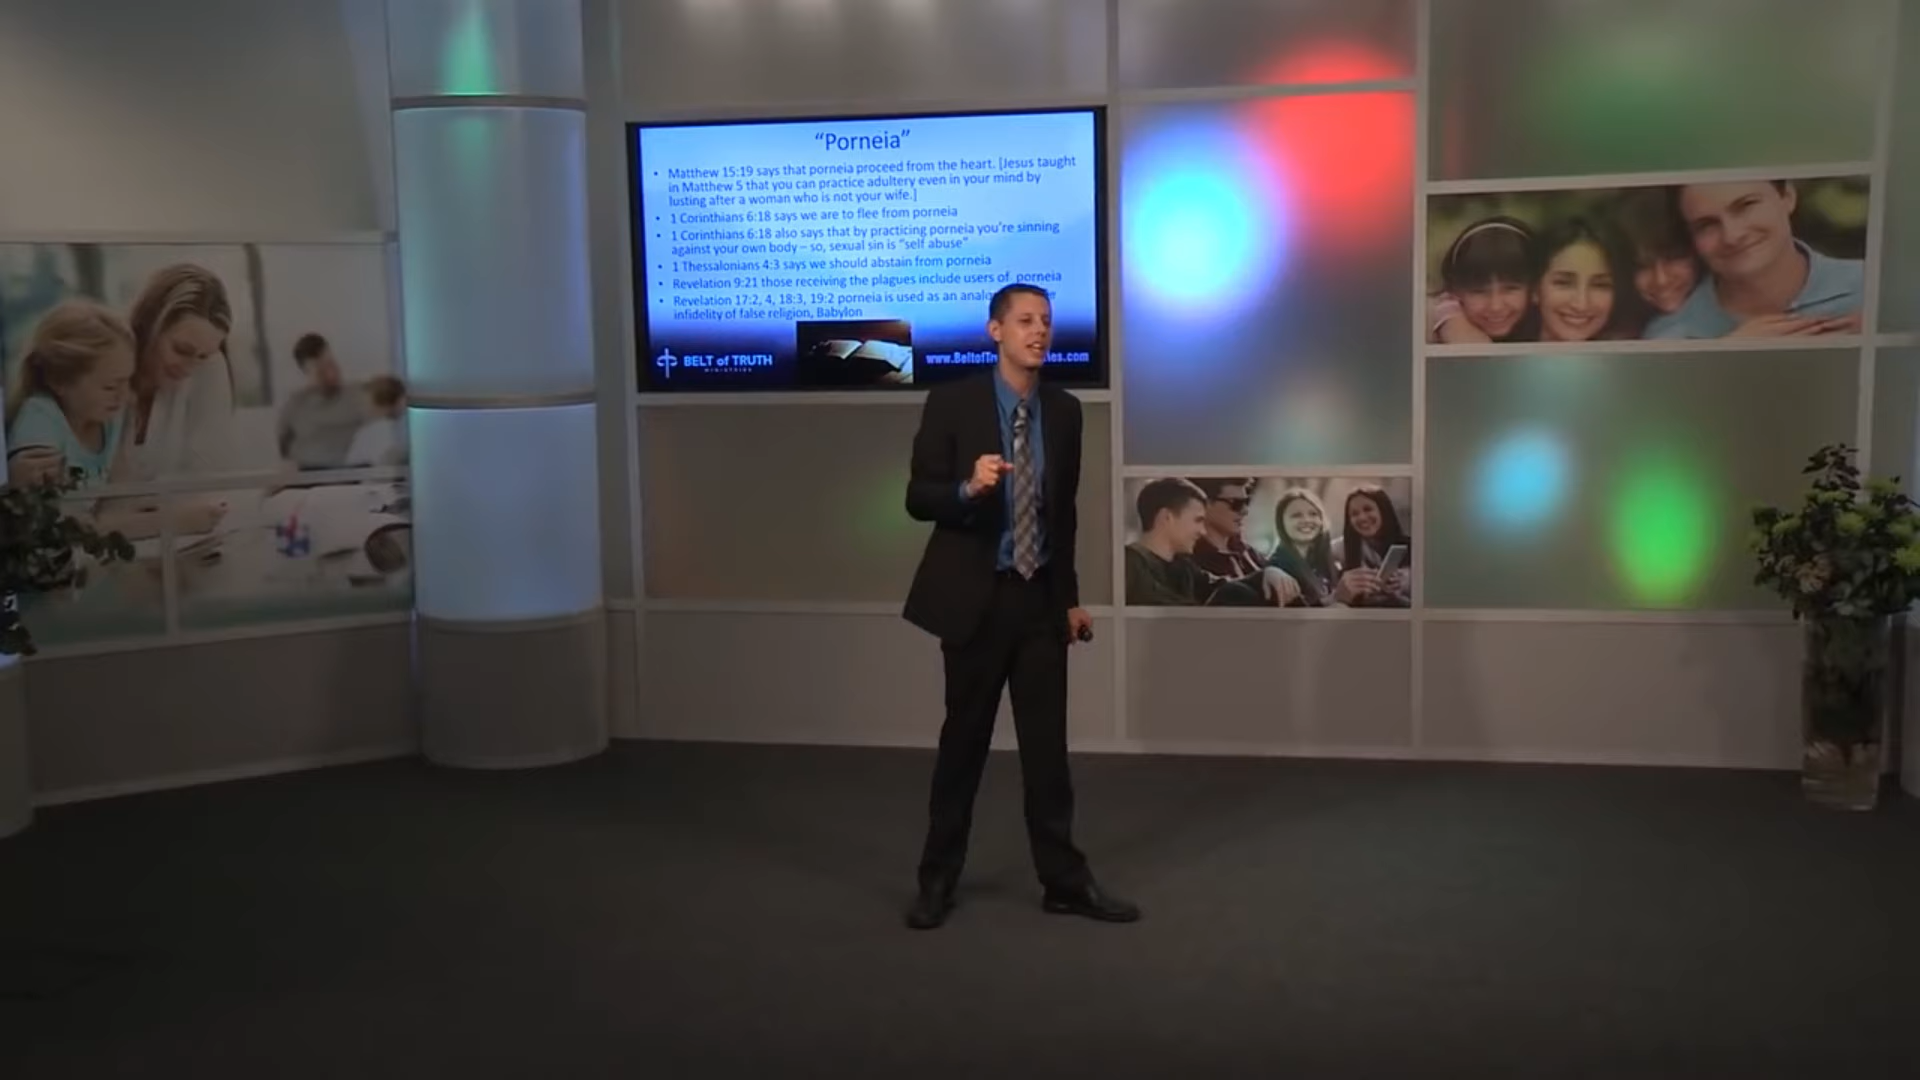 “Porneia”
• Matthew 15:19 says that porneia proceed from the heart. [Jesus taught
in Matthew 5 that you can practice adultery even in your mind by
lusting after a woman who is not your wife.]
• 1 Corinthians 6:18 says we are to flee from porneia
• 1 Corinthians 6:18 also says that by practicing porneia you’re sinning
against your own body – so, sexual sin is “self abuse”
• 1 Thessalonians 4:3 says we should abstain from porneia
• Revelation 9:21 those receiving the plagues include users of porneia
• Revelation 17:2, 4, 18:3, 19:2 porneia is used as an
infidelity of false religion, Babylon
BELT of TRUTH
MINISTRIES